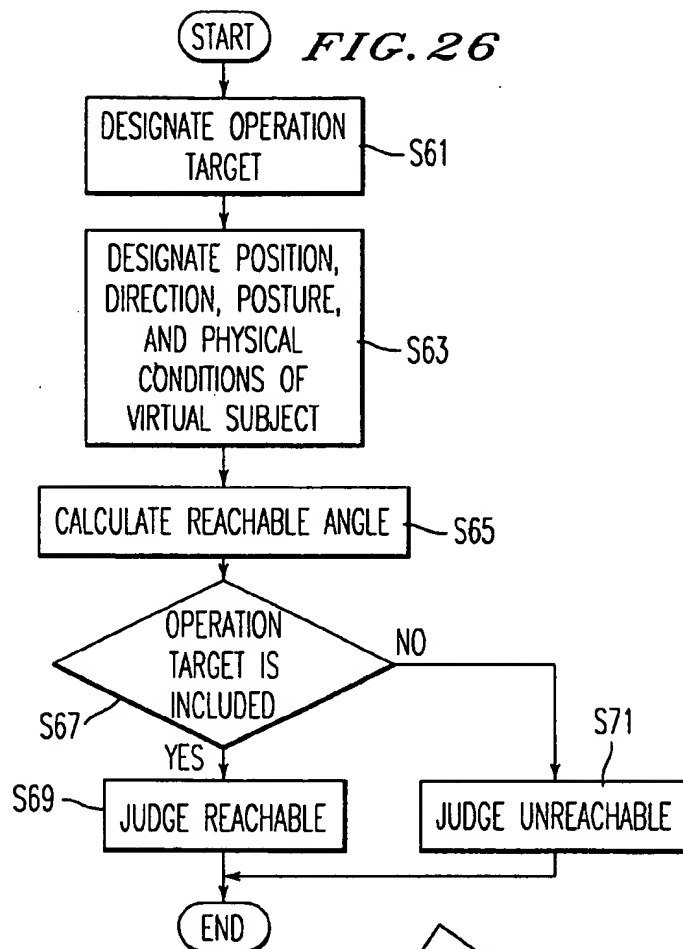 START
FIG. 26
DESIGNATE OPERATION
TARGET
S61
DESIGNATE POSITION,
DIRECTION, POSTURE,
AND PHYSICAL
CONDITIONS OF
VIRTUAL SUBJECT
S63
CALCULATE REACHABLE ANGLE
S65
OPERATION
TARGET IS
INCLUDED
NO
S67
YES
S71
S69
JUDGE REACHABLE
JUDGE UNREACHABLE
END